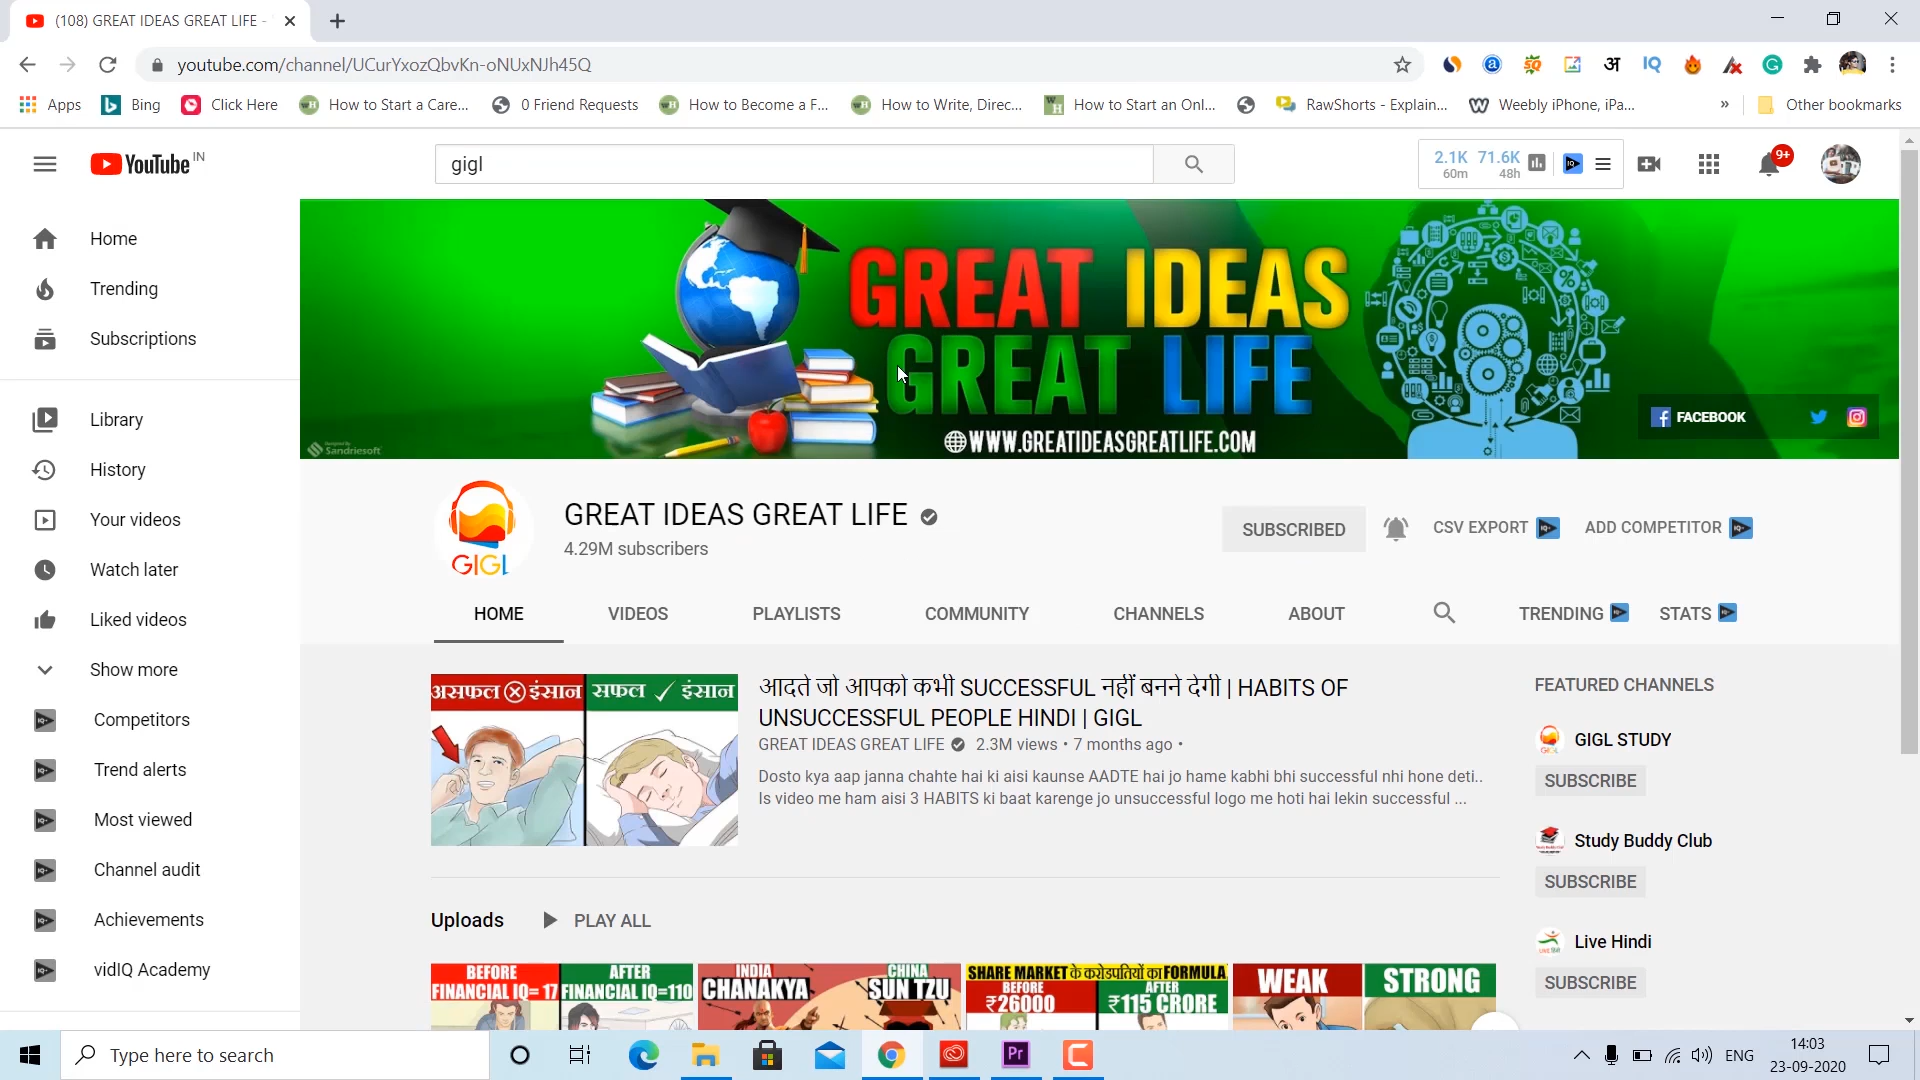 (108) GREAT IDEAS GREAT LIFE -
youtube.com/channel/UCurYxozQbvKn-oNUxNJh45Q
Apps
Bing
Click Here
How to Start a Care...
0 Friend Requests
How to Become a F...
How to Write, Direc...
How to Start an Onl...
RawShorts - Explain...
Weebly iPhone, iPa...
»
Other bookmarks
YouTube IN
gigl
2.1K 71.6K
60m 48h
9+
Home
Trending
Subscriptions
Library
History
Your videos
Watch later
Liked videos
Show more
Competitors
Trend alerts
Most viewed
Channel audit
Achievements
vidIQ Academy
GREAT IDEAS
GREAT LIFE
WWW.GREATIDEASGREATLIFE.COM
Sandriesoft
FACEBOOK
GIGL
GREAT IDEAS GREAT LIFE
4.29M subscribers
SUBSCRIBED
CSV EXPORT
ADD COMPETITOR
HOME
VIDEOS
PLAYLISTS
COMMUNITY
CHANNELS
ABOUT
TRENDING
STATS
असफल इंसान
सफल ✓ इंसान
आदते जो आपको कभी SUCCESSFUL नहीं बनने देगी | HABITS OF
UNSUCCESSFUL PEOPLE HINDI | GIGL
GREAT IDEAS GREAT LIFE 2.3M views • 7 months ago •
Dosto kya aap janna chahte hai ki aisi kaunse AADTE hai jo hame kabhi bhi successful nhi hone deti..
Is video me ham aisi 3 HABITS ki baat karenge jo unsuccessful logo me hoti hai lekin successful ...
FEATURED CHANNELS
GIGL STUDY
SUBSCRIBE
Study Buddy Club
SUBSCRIBE
Live Hindi
SUBSCRIBE
Uploads
PLAY ALL
BEFORE
FINANCIAL IQ= 17
AFTER
FINANCIAL IQ=110
INDIA
CHANAKYA
CHINA
SUN TZU
SHARE MARKET के करोड़पतियों का FORMULA
BEFORE
₹26000
AFTER
₹115 CRORE
WEAK
STRONG
Type here to search
ENG
14:03
23-09-2020